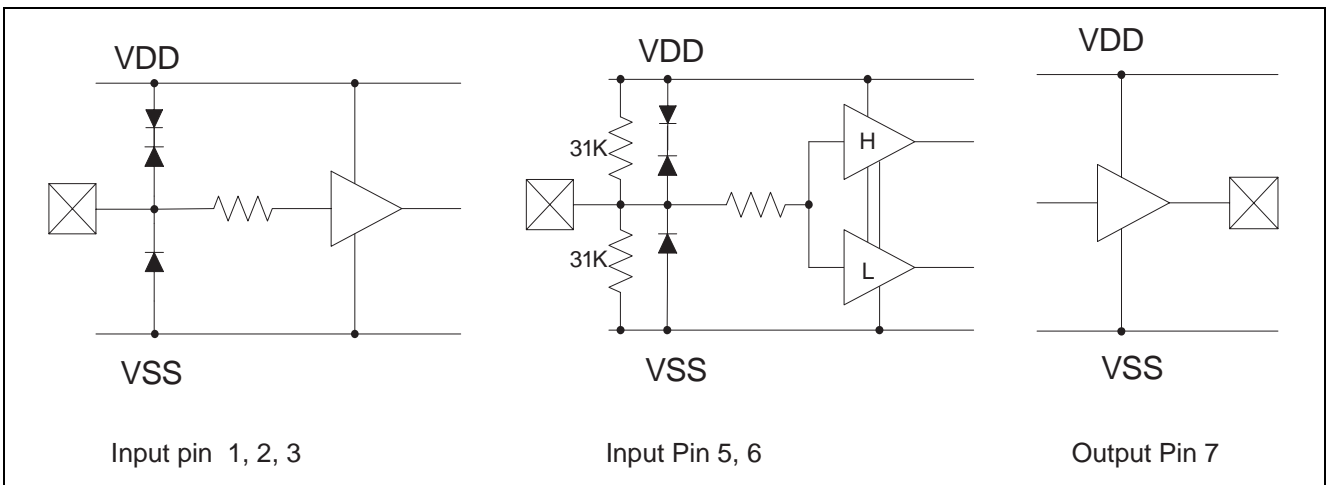 VDD
31K
31K
H
L
VSS
Input pin 1, 2, 3
VDD
VSS
Input Pin 5, 6
VDD
VSS
Output Pin 7